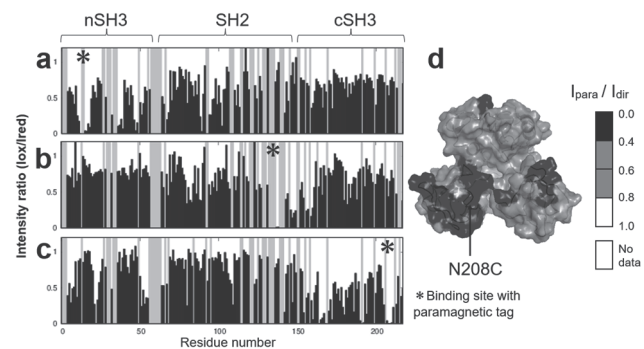 nSH3 SH2 cSH3
a
b
c
d
Intensity ratio (Iox/Ired)
1
0.5
0
1
0.5
0
1
0.5
0
0 50 100 150 200
Residue number
* * *
N208C
* Binding site with
paramagnetic tag
Ipara / Idir
0.0
0.4
0.6
0.8
1.0
No
data